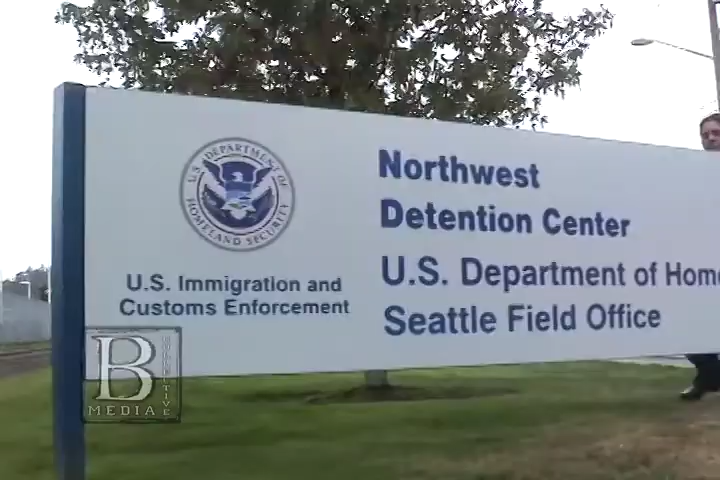 Northwest
Detention Center
U.S. Department of Home
Seattle Field Office
U.S. DEPARTMENT OF
HOMELAND SECURITY
U.S. Immigration and
Customs Enforcement
B
MEDIA